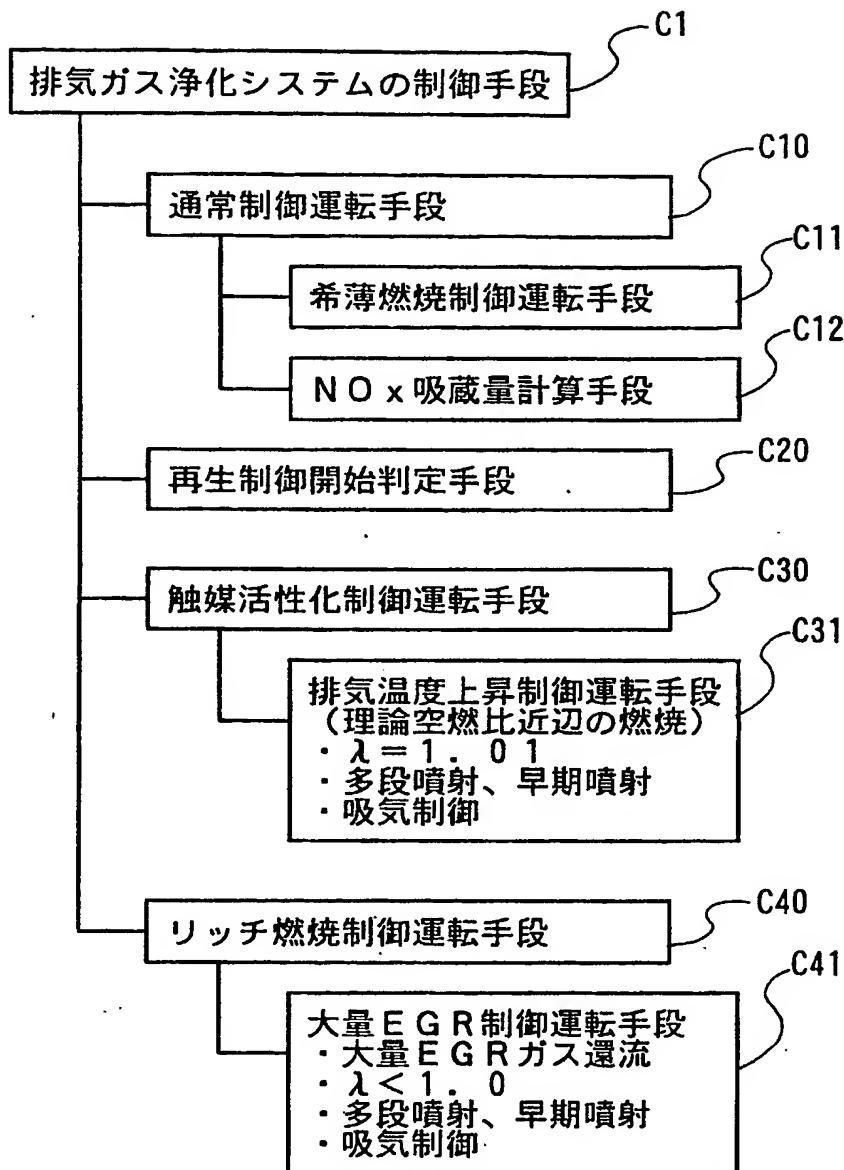 C1
排気ガス浄化システムの制御手段
C10
通常制御運転手段
C11
希薄燃焼制御運転手段
C12
NOx吸蔵量計算手段
C20
再生制御開始判定手段
C30
触媒活性化制御運転手段
C31
排気温度上昇制御運転手段
（理論空燃比近辺の燃焼）
・λ＝１．０１
・多段噴射、早期噴射
・吸気制御
C40
リッチ燃焼制御運転手段
C41
大量ＥＧＲ制御運転手段
・大量ＥＧＲガス還流
・λ＜１．０
・多段噴射、早期噴射
・吸気制御